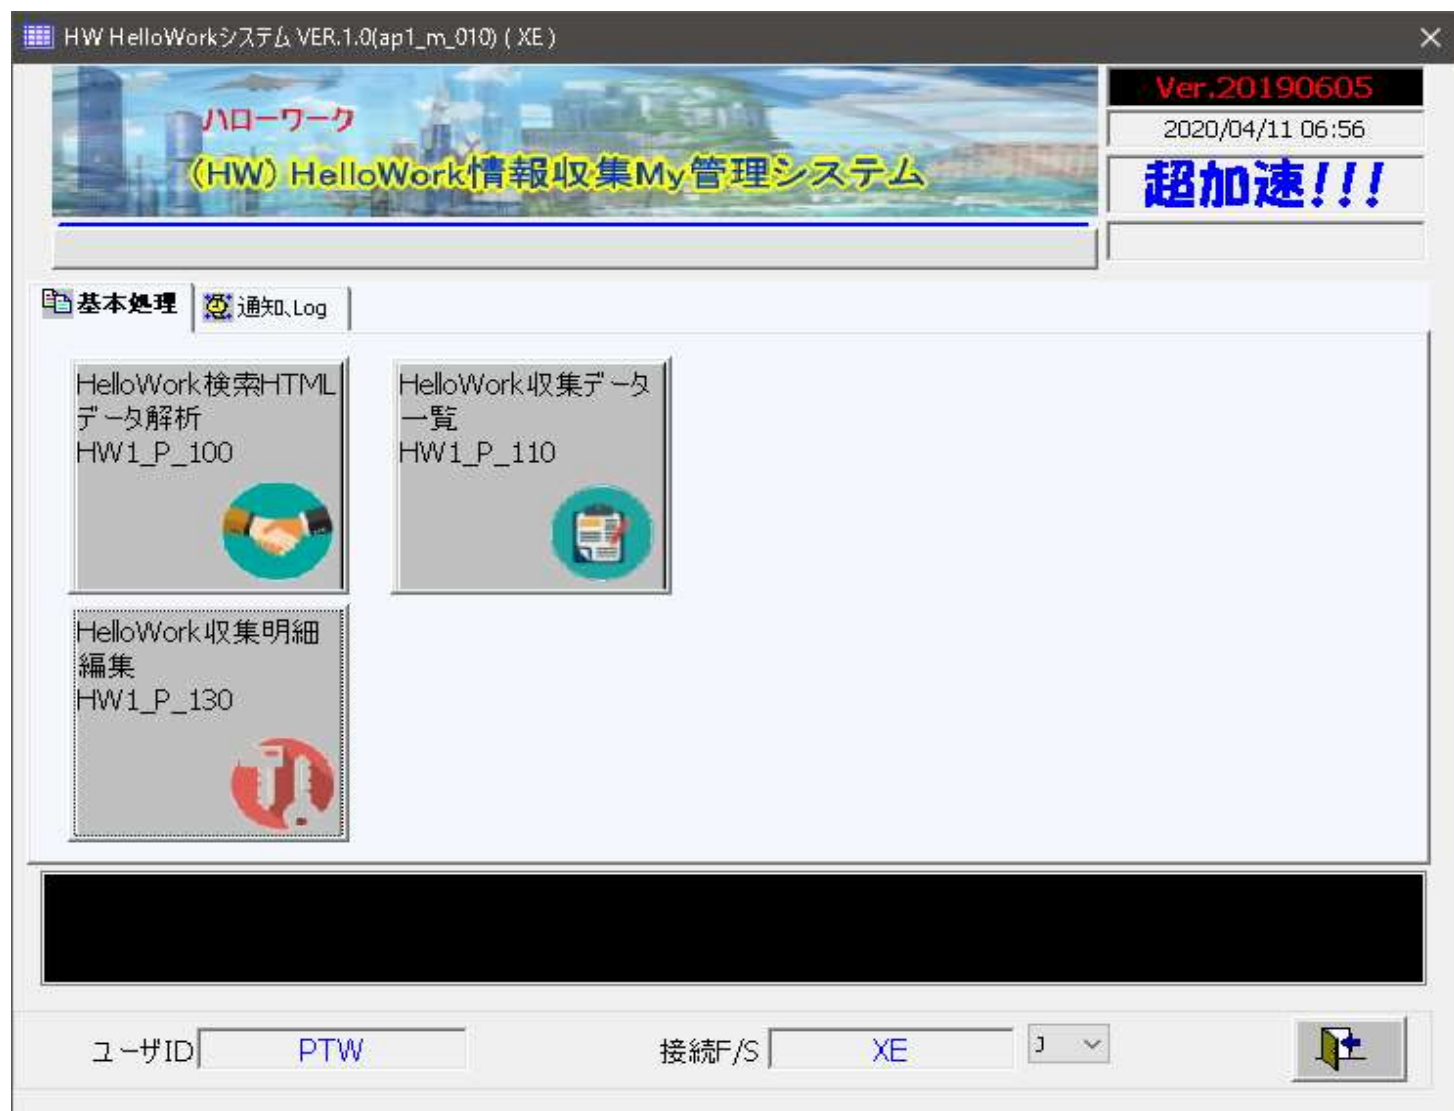 HW HelloWorkシステム VER.1.0(ap1_m_010) ( XE )
ハローワーク
(HW) HelloWork情報収集My管理システム
Ver.20190605
2020/04/11 06:56
超加速!!!
基本処理
通知、Log
HelloWork検索HTML
データ解析
HW1_P_100
HelloWork収集データ
一覧
HW1_P_110
HelloWork収集明細
編集
HW1_P_130
ユーザID PTW 接続F/S XE J